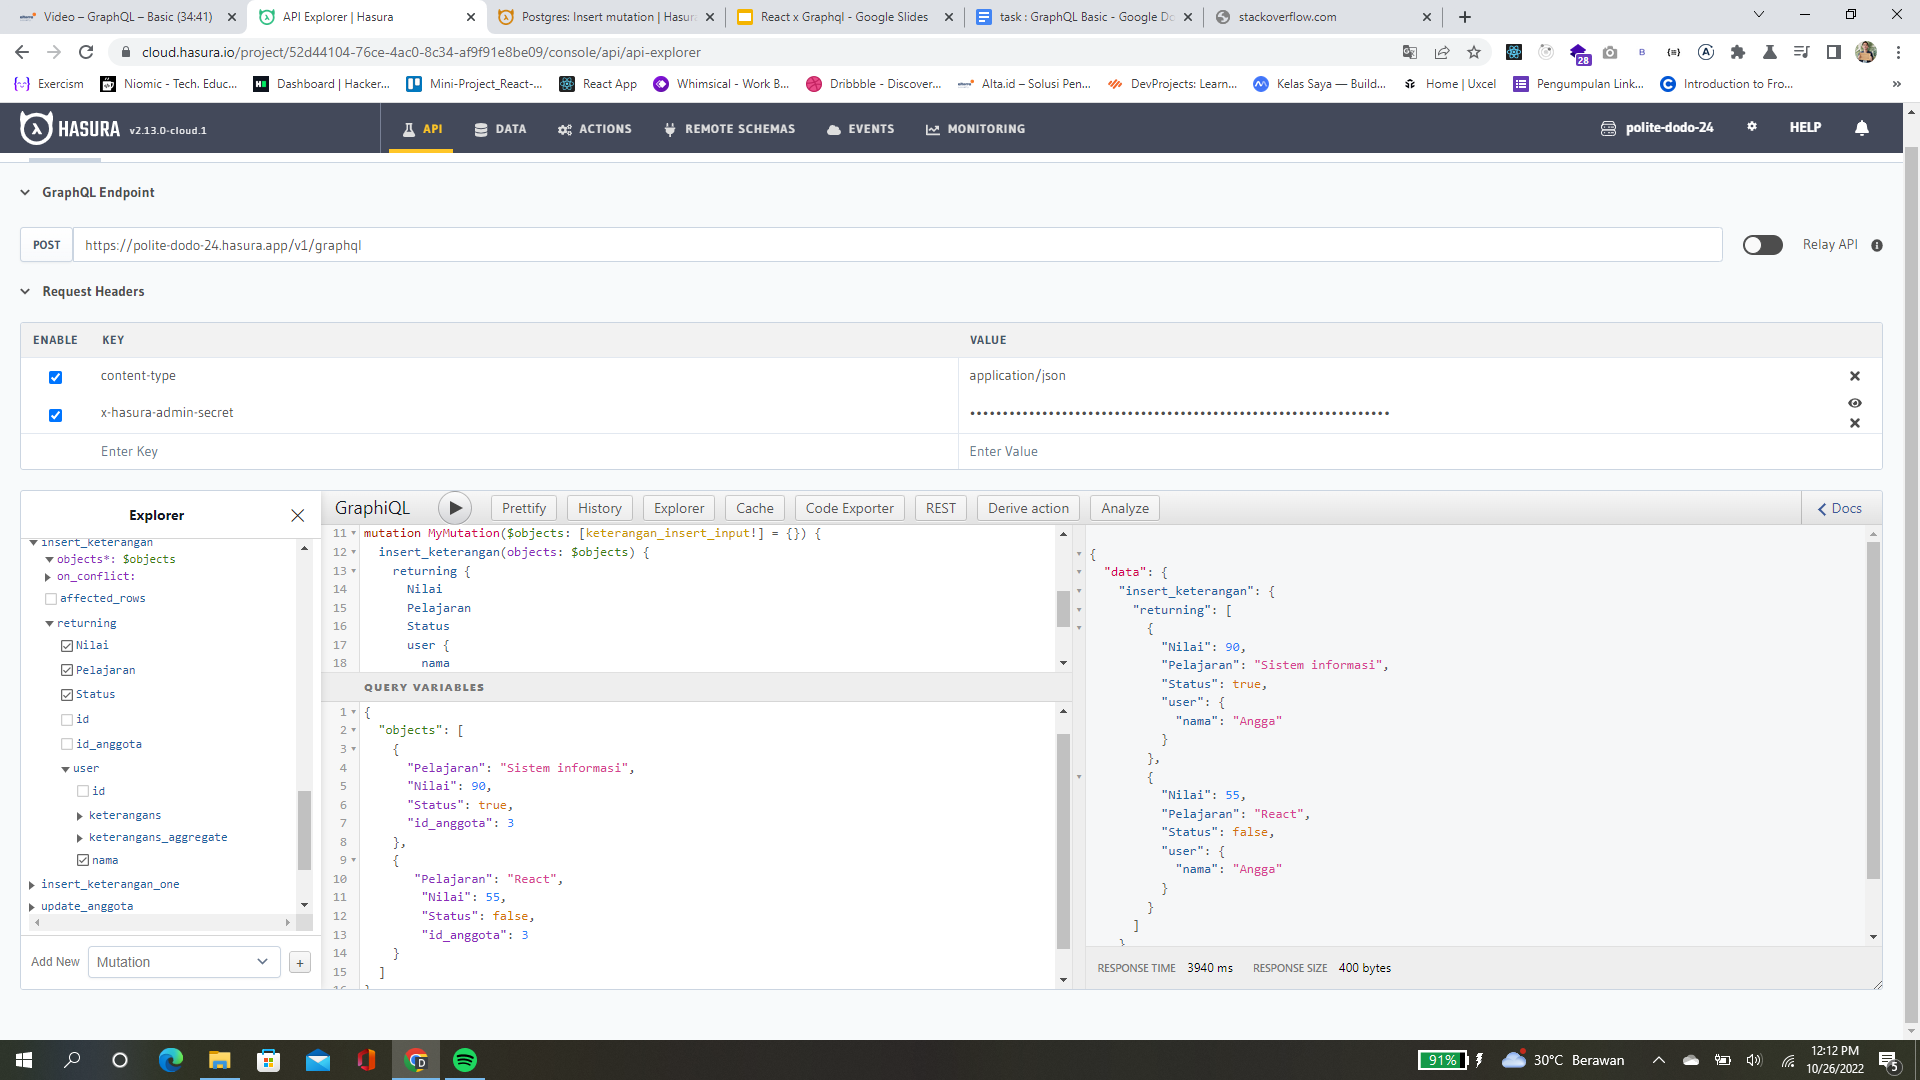 Video – GraphQL – Basic (34:41)
API Explorer | Hasura
Postgres: Insert mutation | Hasu
React x Graphql - Google Slides
task : GraphQL Basic - Google Do
stackoverflow.com
cloud.hasura.io/project/52d44104-76ce-4ac0-8c34-af9f91e8be09/console/api/api-explorer
28
Exercism
Niomic - Tech. Educ...
Dashboard | Hacker...
Mini-Project_React-...
React App
Whimsical - Work B...
Dribbble - Discover...
Alta.id – Solusi Pen...
DevProjects: Learn...
Kelas Saya — Build...
Home | Uxcel
Pengumpulan Link...
Introduction to Fro...
»
HASURA v2.13.0-cloud.1
API
DATA
ACTIONS
REMOTE SCHEMAS
EVENTS
MONITORING
polite-dodo-24
HELP
GraphQL Endpoint
POST
https://polite-dodo-24.hasura.app/v1/graphql
Relay API
Request Headers
ENABLE KEY VALUE
content-type application/json
x-hasura-admin-secret ••••••••••••••••••••••••••••••••••••••••••••••••••••••••••••••••
Enter Key Enter Value
Explorer
insert_keterangan
objects*: $objects
on_conflict:
affected_rows
returning
Nilai
Pelajaran
Status
id
id_anggota
user
id
keterangans
keterangans_aggregate
nama
insert_keterangan_one
update_anggota
Add New Mutation +
GraphiQL
Prettify
History
Explorer
Cache
Code Exporter
REST
Derive action
Analyze
Docs
11 mutation MyMutation($objects: [keterangan_insert_input!] = {}) {
12 insert_keterangan(objects: $objects) {
13 returning {
14 Nilai
15 Pelajaran
16 Status
17 user {
18 nama
QUERY VARIABLES
1 {
2 "objects": [
3 {
4 "Pelajaran": "Sistem informasi",
5 "Nilai": 90,
6 "Status": true,
7 "id_anggota": 3
8 },
9 {
10 "Pelajaran": "React",
11 "Nilai": 55,
12 "Status": false,
13 "id_anggota": 3
14 }
15 ]
16 }
{
"data": {
"insert_keterangan": {
"returning": [
{
"Nilai": 90,
"Pelajaran": "Sistem informasi",
"Status": true,
"user": {
"nama": "Angga"
}
},
{
"Nilai": 55,
"Pelajaran": "React",
"Status": false,
"user": {
"nama": "Angga"
}
}
]
}
RESPONSE TIME 3940 ms RESPONSE SIZE 400 bytes
91%
30°C Berawan
12:12 PM
10/26/2022
5